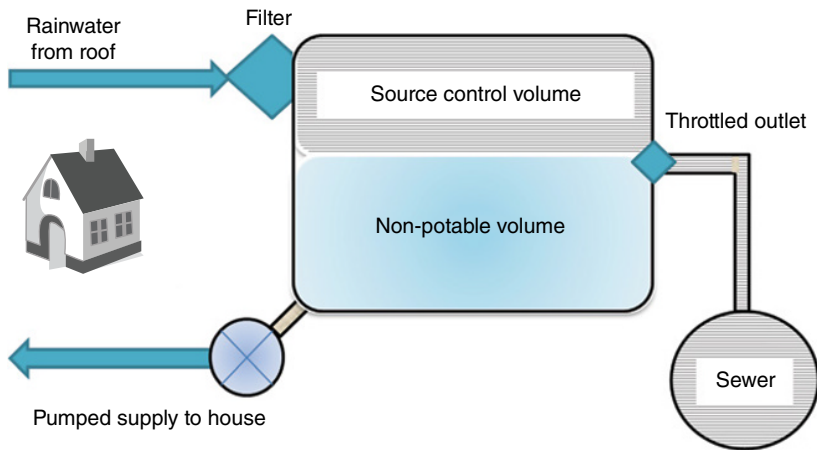 Rainwater
from roof
Filter
Source control volume
Throttled outlet
Non-potable volume
Sewer
Pumped supply to house